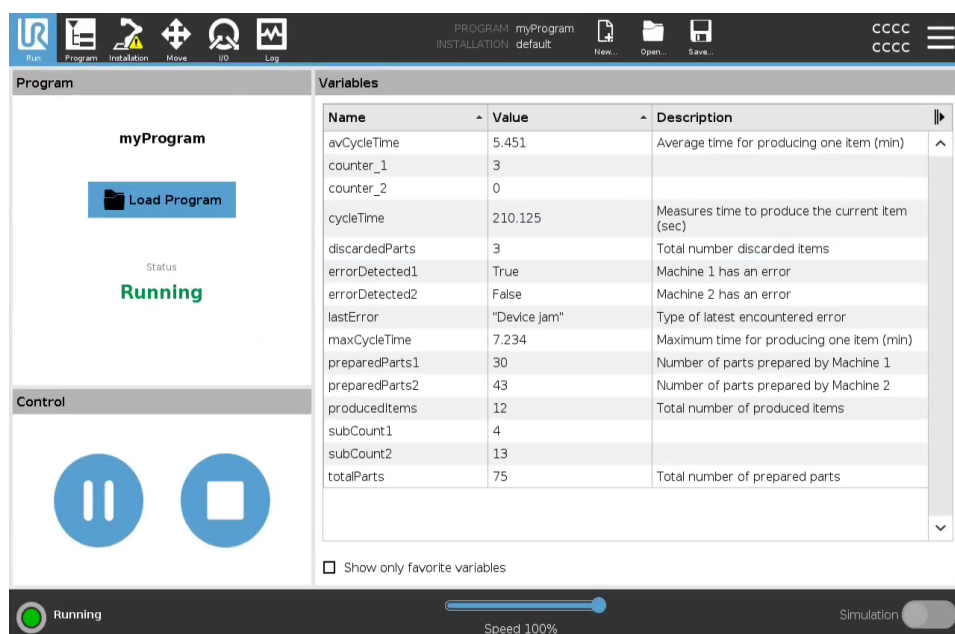 UR
PROGRAM myProgram
INSTALLATION default
CCCC
CCCC
Run Program Installation Move I/O Log New... Open... Save...
Program
myProgram
Load Program
Status
Running
Control
Variables
Name Value Description
avCycleTime 5.451 Average time for producing one item (min)
counter_1 3
counter_2 0
cycleTime 210.125 Measures time to produce the current item
(sec)
discardedParts 3 Total number discarded items
errorDetected1 True Machine 1 has an error
errorDetected2 False Machine 2 has an error
lastError "Device jam" Type of latest encountered error
maxCycleTime 7.234 Maximum time for producing one item (min)
preparedParts1 30 Number of parts prepared by Machine 1
preparedParts2 43 Number of parts prepared by Machine 2
producedItems 12 Total number of produced items
subCount1 4
subCount2 13
totalParts 75 Total number of prepared parts
Show only favorite variables
Running
Speed 100%
Simulation